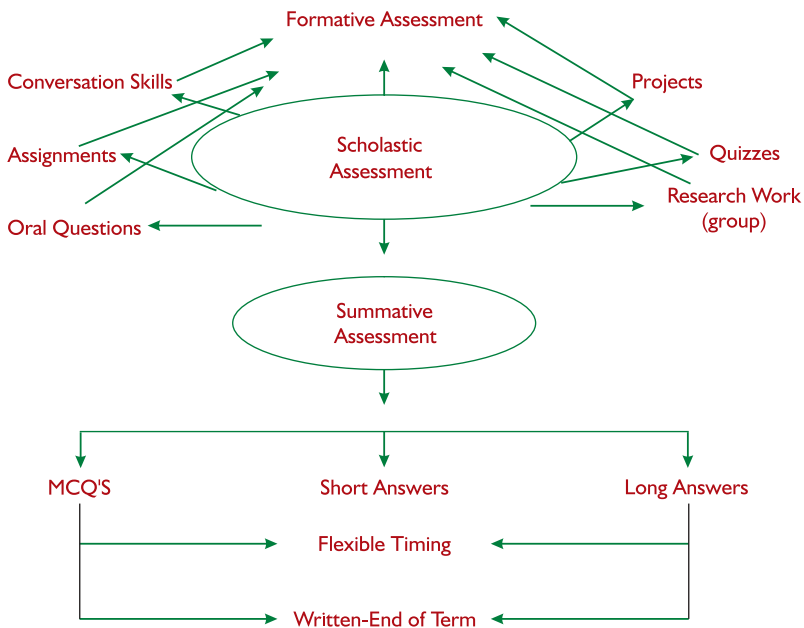 Formative Assessment
Conversation Skills
Projects
Scholastic
Assessment
Assignments
Quizzes
Research Work
(group)
Oral Questions
Summative
Assessment
MCQ'S
Short Answers
Long Answers
Flexible Timing
Written-End of Term